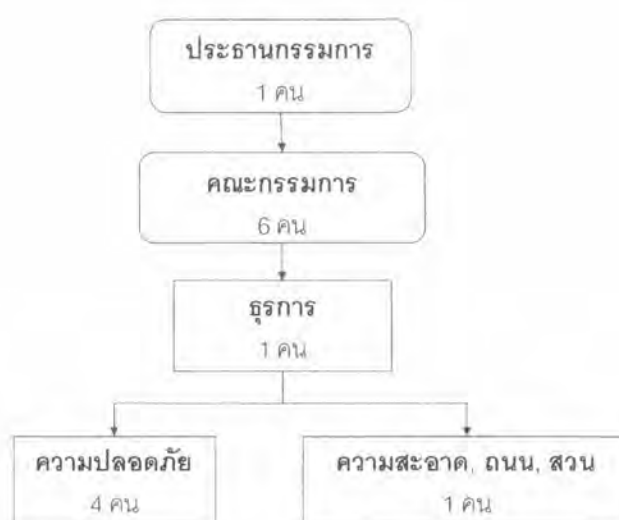 ประธานกรรมการ
1 คน
คณะกรรมการ
6 คน
ธุรการ
1 คน
ความปลอดภัย
4 คน
ความสะอาด, ถนน, สวน
1 คน